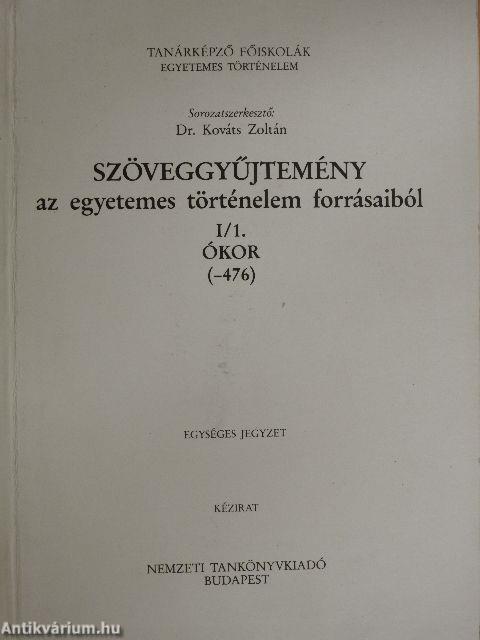 TANÁRKÉPZŐ FŐISKOLÁK
EGYETEMES TÖRTÉNELEM
Sorozatszerkesztő:
Dr. Kováts Zoltán
SZÖVEGGYŰJTEMÉNY
az egyetemes történelem forrásaiból
I/1.
ÓKOR
(–476)
EGYSÉGES JEGYZET
KÉZIRAT
NEMZETI TANKÖNYVKIADÓ
BUDAPEST
Antikvárium.hu